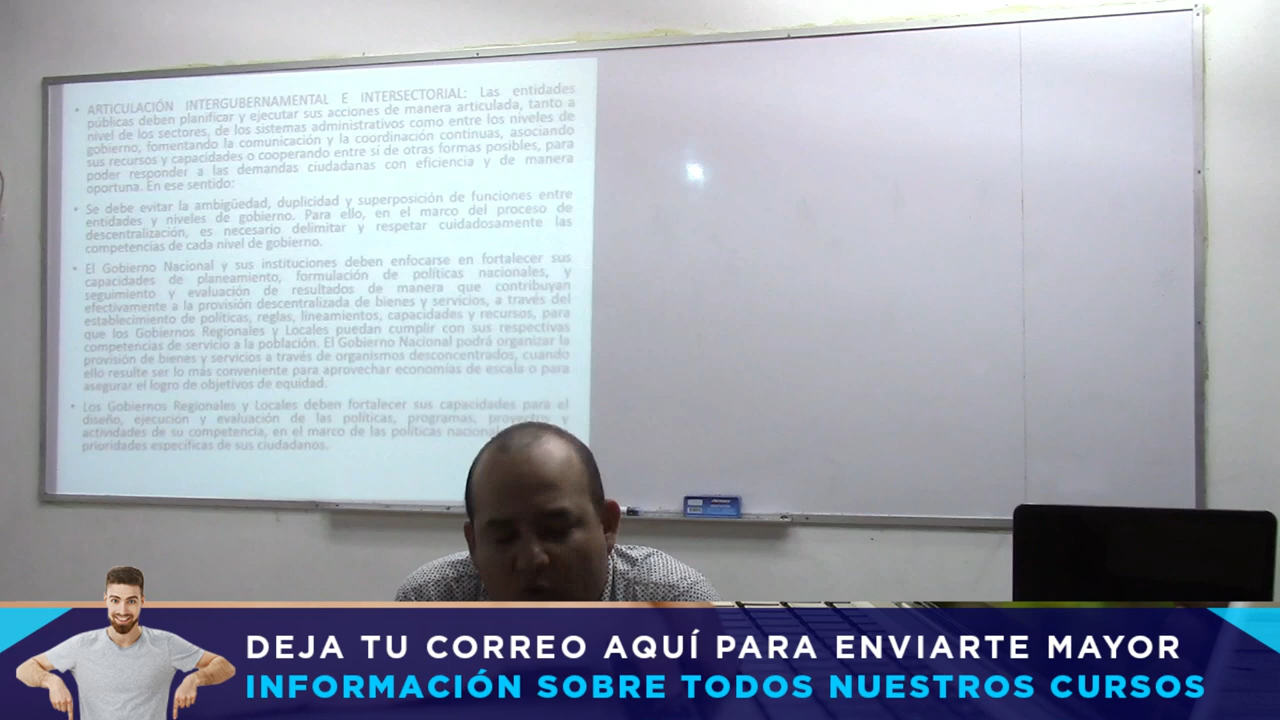 • ARTICULACIÓN INTERGUBERNAMENTAL E INTERSECTORIAL: Las entidades
públicas deben planificar y ejecutar sus acciones de manera articulada, tanto a
nivel de los sectores, de los sistemas administrativos como entre los niveles de
gobierno, fomentando la comunicación y la coordinación continuas, asociando
sus recursos y capacidades o cooperando entre sí de otras formas posibles, para
poder responder a las demandas ciudadanas con eficiencia y de manera
oportuna. En ese sentido:
• Se debe evitar la ambigüedad, duplicidad y superposición de funciones entre
entidades y niveles de gobierno. Para ello, en el marco del proceso de
descentralización, es necesario delimitar y respetar cuidadosamente las
competencias de cada nivel de gobierno.
• El Gobierno Nacional y sus instituciones deben enfocarse en fortalecer sus
capacidades de planeamiento, formulación de políticas nacionales, y
seguimiento y evaluación de resultados de manera que contribuyan
efectivamente a la provisión descentralizada de bienes y servicios, a través del
establecimiento de políticas, reglas, lineamientos, capacidades y recursos, para
que los Gobiernos Regionales y Locales puedan cumplir con sus respectivas
competencias de servicio a la población. El Gobierno Nacional podrá organizar la
provisión de bienes y servicios a través de organismos desconcentrados, cuando
ello resulte ser lo más conveniente para aprovechar economías de escala o para
asegurar el logro de objetivos de equidad.
• Los Gobiernos Regionales y Locales deben fortalecer sus capacidades para el
diseño, ejecución y evaluación de las políticas, programas, proyectos y
actividades de su competencia, en el marco de las políticas
prioridades específicas de sus ciudadanos.
DEJA TU CORREO AQUÍ PARA ENVIARTE MAYOR
INFORMACIÓN SOBRE TODOS NUESTROS CURSOS